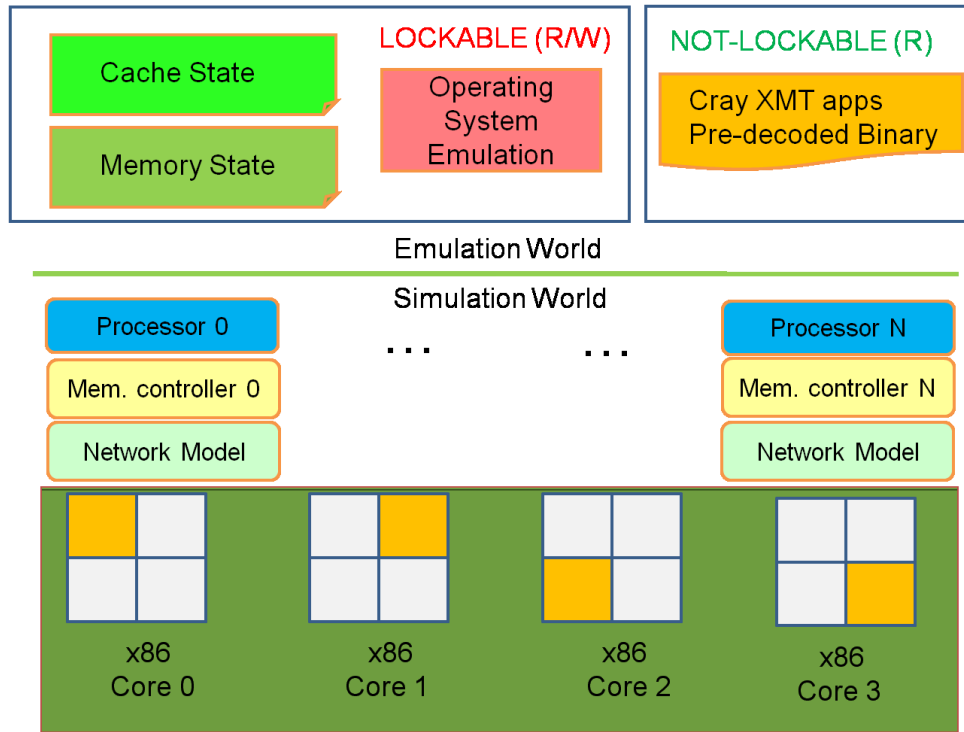 LOCKABLE (R/W)
NOT-LOCKABLE (R)
Cache State
Operating
System
Emulation
Cray XMT apps
Pre-decoded Binary
Memory State
Emulation World
Simulation World
Processor 0
... ...
Processor N
Mem. controller 0
Mem. controller N
Network Model
Network Model
x86
Core 0
x86
Core 1
x86
Core 2
x86
Core 3